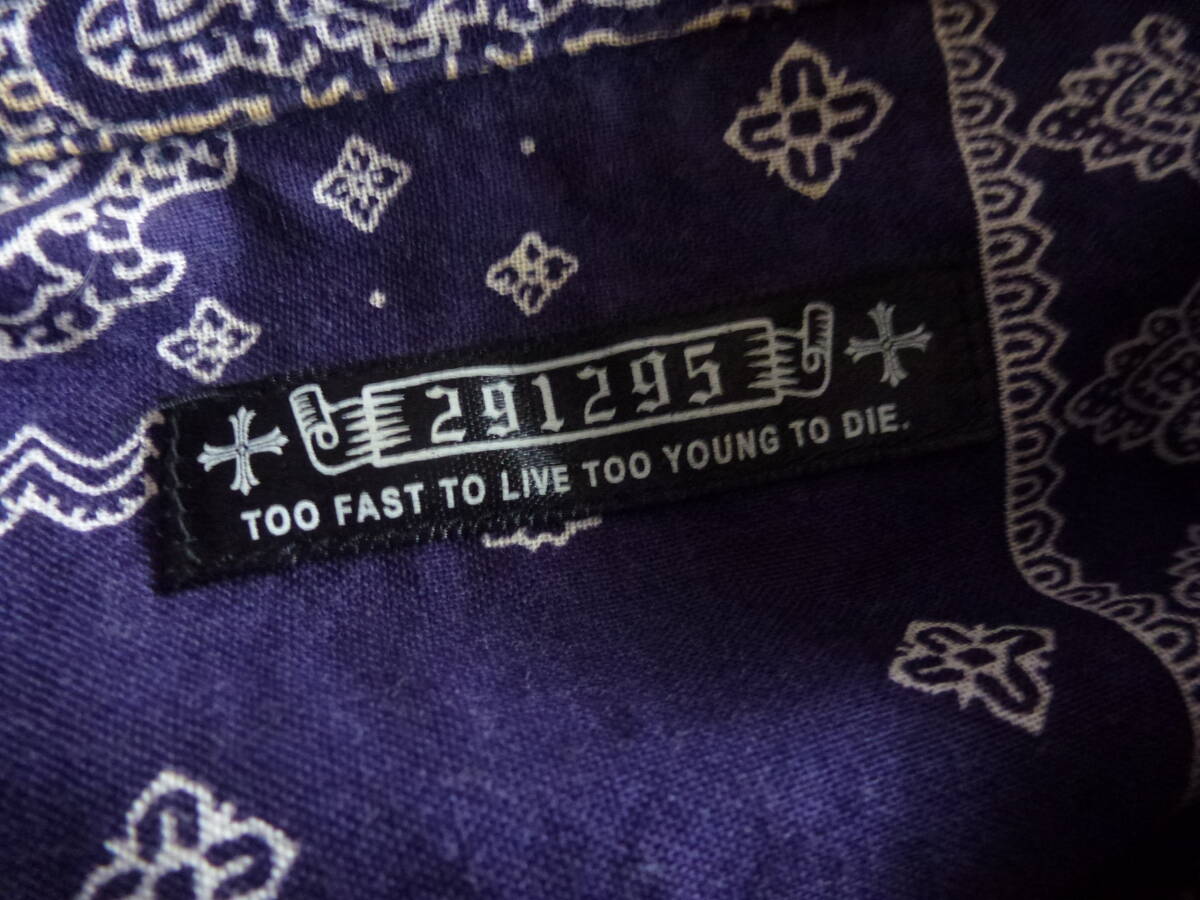 291295
TOO FAST TO LIVE TOO YOUNG TO DIE.